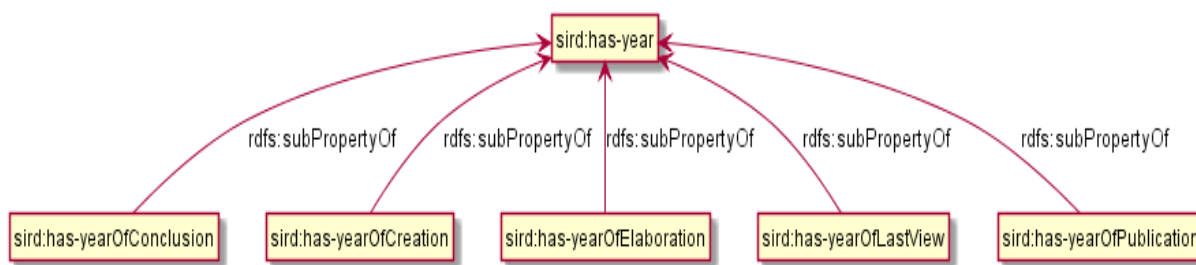 sird:has-year
rdfs:subPropertyOf rdfs:subPropertyOf rdfs:subPropertyOf rdfs:subPropertyOf rdfs:subPropertyOf
sird:has-yearOfConclusion sird:has-yearOfCreation sird:has-yearOfElaboration sird:has-yearOfLastView sird:has-yearOfPublication